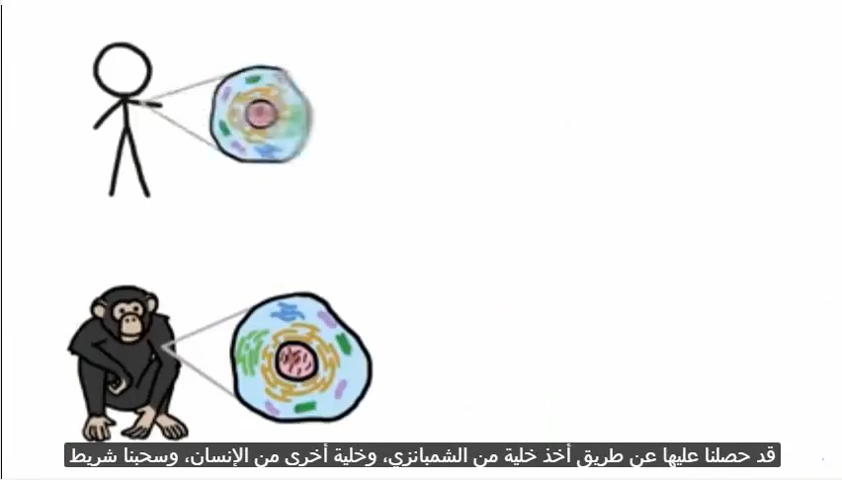 قد حصلنا عليها عن طريق أخذ خلية من الشمبانزي، وخلية أخرى من الإنسان، وسحبنا شريط